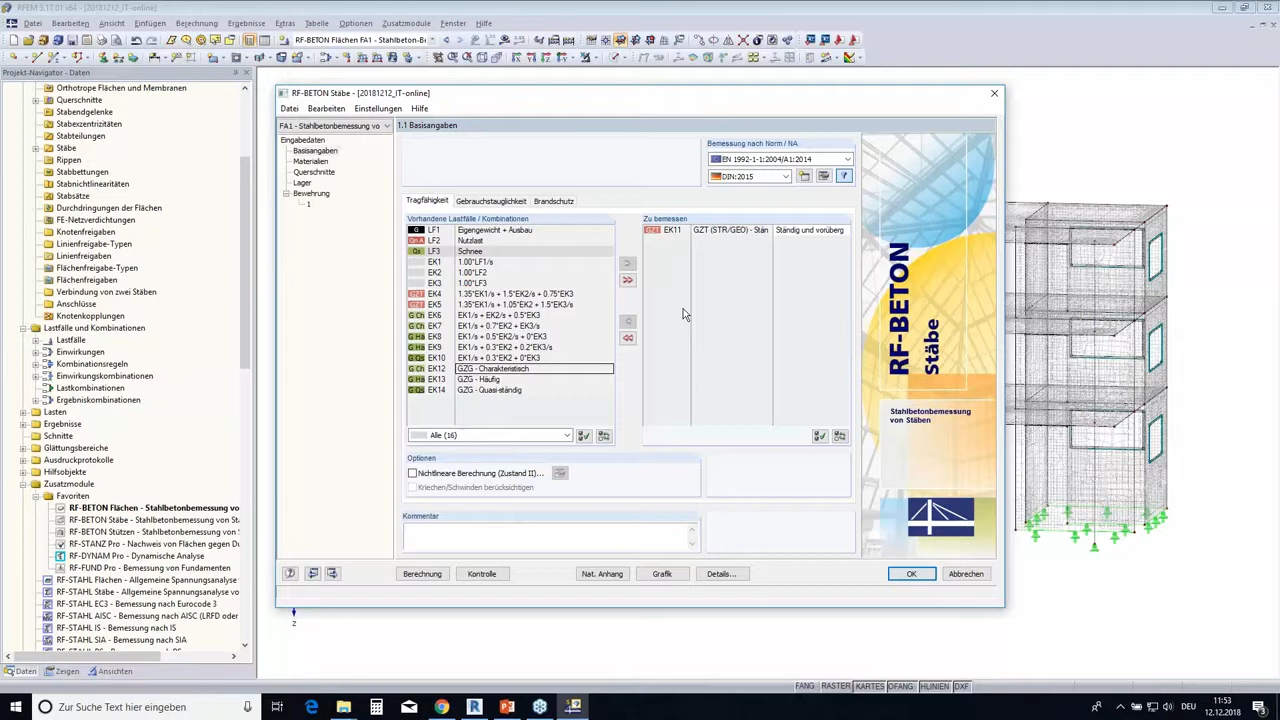 RFEM 5.17.01 x64 - [20181212_IT-online]
Datei Bearbeiten Ansicht Einfügen Berechnung Ergebnisse Extras Tabelle Optionen Zusatzmodule Fenster Hilfe
RF-BETON Flächen FA1 - Stahlbeton-Be
Projekt-Navigator - Daten
Orthotrope Flächen und Membranen
Querschnitte
Stabendgelenke
Stabexzentrizitäten
Stabteilungen
Stäbe
Rippen
Stabbettungen
Stabnichtlinearitäten
Stabsätze
Durchdringungen der Flächen
FE-Netzverdichtungen
Knotenfreigaben
Linienfreigabe-Typen
Linienfreigaben
Flächenfreigabe-Typen
Flächenfreigaben
Verbindung von zwei Stäben
Anschlüsse
Knotenkopplungen
Lastfälle und Kombinationen
Lastfälle
Einwirkungen
Kombinationsregeln
Einwirkungskombinationen
Lastkombinationen
Ergebniskombinationen
Lasten
Ergebnisse
Schnitte
Glättungsbereiche
Ausdruckprotokolle
Hilfsobjekte
Zusatzmodule
Favoriten
RF-BETON Flächen - Stahlbetonbemessung vo
RF-BETON Stäbe - Stahlbetonbemessung von St
RF-BETON Stützen - Stahlbetonbemessung von
RF-STANZ Pro - Nachweis von Flächen gegen Du
RF-DYNAM Pro - Dynamische Analyse
RF-FUND Pro - Bemessung von Fundamenten
RF-STAHL Flächen - Allgemeine Spannungsanalyse
RF-STAHL Stäbe - Allgemeine Spannungsanalyse v
RF-STAHL EC3 - Bemessung nach Eurocode 3
RF-STAHL AISC - Bemessung nach AISC (LRFD or
RF-STAHL IS - Bemessung nach IS
RF-STAHL SIA - Bemessung nach SIA
Daten Zeigen Ansichten
RF-BETON Stäbe - [20181212_IT-online]
Datei Bearbeiten Einstellungen Hilfe
FA1 - Stahlbetonbemessung vo
Eingabedaten
Basisangaben
Materialien
Querschnitte
Lager
Bewehrung
1
1.1 Basisangaben
Bemessung nach Norm / NA
EN 1992-1-1:2004/A1:2014
DIN:2015
Tragfähigkeit Gebrauchstauglichkeit Brandschutz
Vorhandene Lastfälle / Kombinationen
G LF1 Eigengewicht + Ausbau
Qn A LF2 Nutzlast
Qs LF3 Schnee
EK1 1.00*LF1/s
EK2 1.00*LF2
EK3 1.00*LF3
GZT EK4 1.35*EK1/s + 1.5*EK2/s + 0.75*EK3
GZT EK5 1.35*EK1/s + 1.05*EK2 + 1.5*EK3/s
G Ch EK6 EK1/s + EK2/s + 0.5*EK3
G Ch EK7 EK1/s + 0.7*EK2 + EK3/s
G Hä EK8 EK1/s + 0.5*EK2/s + 0*EK3
G Hä EK9 EK1/s + 0.3*EK2 + 0.2*EK3/s
G Qs EK10 EK1/s + 0.3*EK2 + 0*EK3
G Ch EK12 GZG - Charakteristisch
G Hä EK13 GZG - Häufig
G Qs EK14 GZG - Quasi-ständig
Alle (16)
Zu bemessen
GZT EK11 GZT (STR/GEO) - Stän Ständig und vorüberg
Optionen
Nichtlineare Berechnung (Zustand II)...
Kriechen/Schwinden berücksichtigen
Kommentar
RF-BETON
Stäbe
Stahlbetonbemessung
von Stäben
Berechnung Kontrolle Nat. Anhang Grafik Details... OK Abbrechen
z
FANG RASTER KARTES OFANG HLINIEN DXF
Zur Suche Text hier eingeben
DEU
11:53
12.12.2018